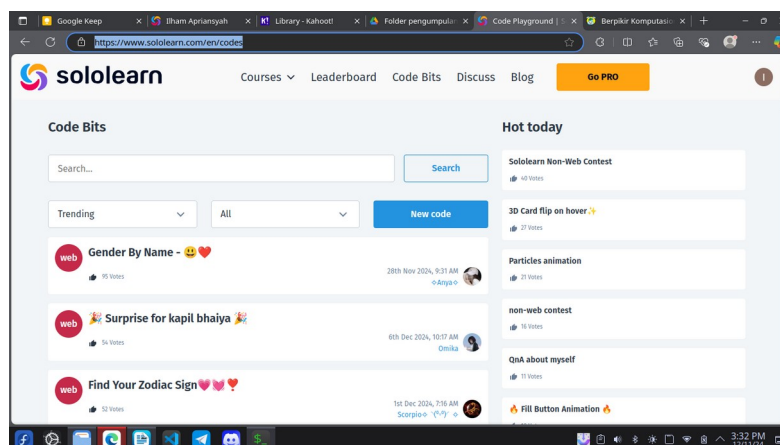 Google Keep
Ilham Apriansyah
Library - Kahoot!
Folder pengumpulan
Code Playground |
Berpikir Komputasio
https://www.sololearn.com/en/codes
sololearn
Courses
Leaderboard
Code Bits
Discuss
Blog
Go PRO
I
Code Bits
Search...
Search
Trending
All
New code
web
Gender By Name - 😃❤️
95 Votes
28th Nov 2024, 9:31 AM
⟡Anya⟡
web
🎉 Surprise for kapil bhaiya 🎉
54 Votes
6th Dec 2024, 10:17 AM
Omika
web
Find Your Zodiac Sign💗💓❣️
52 Votes
1st Dec 2024, 7:16 AM
Scorpio
Hot today
Sololearn Non-Web Contest
40 Votes
3D Card flip on hover✨
27 Votes
Particles animation
21 Votes
non-web contest
16 Votes
QnA about myself
11 Votes
🔥 Fill Button Animation 🔥
3:32 PM